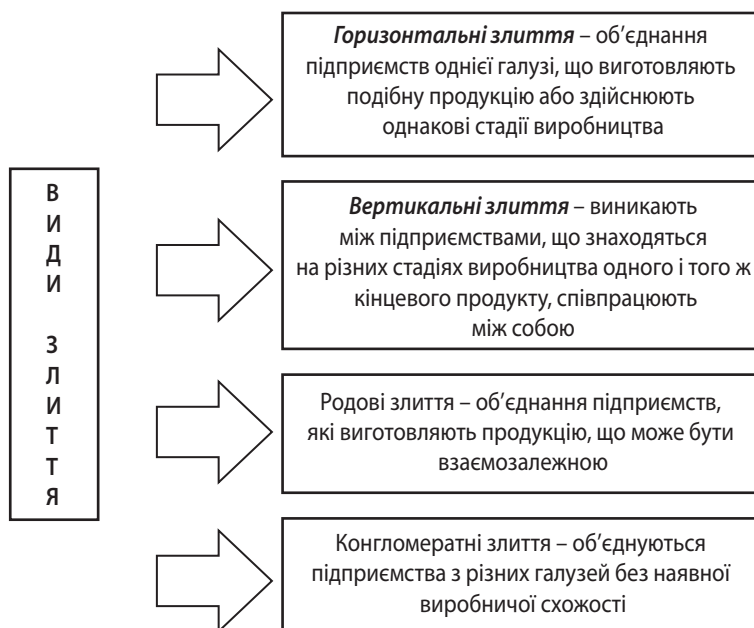 ВИДИ ЗЛИТТЯ
Горизонтальні злиття – об’єднання
підприємств однієї галузі, що виготовляють
подібну продукцію або здійснюють
однакові стадії виробництва
Вертикальні злиття – виникають
між підприємствами, що знаходяться
на різних стадіях виробництва одного і того ж
кінцевого продукту, співпрацюють
між собою
Родові злиття – об’єднання підприємств,
які виготовляють продукцію, що може бути
взаємозалежною
Конгломератні злиття – об’єднуються
підприємства з різних галузей без наявної
виробничої схожості